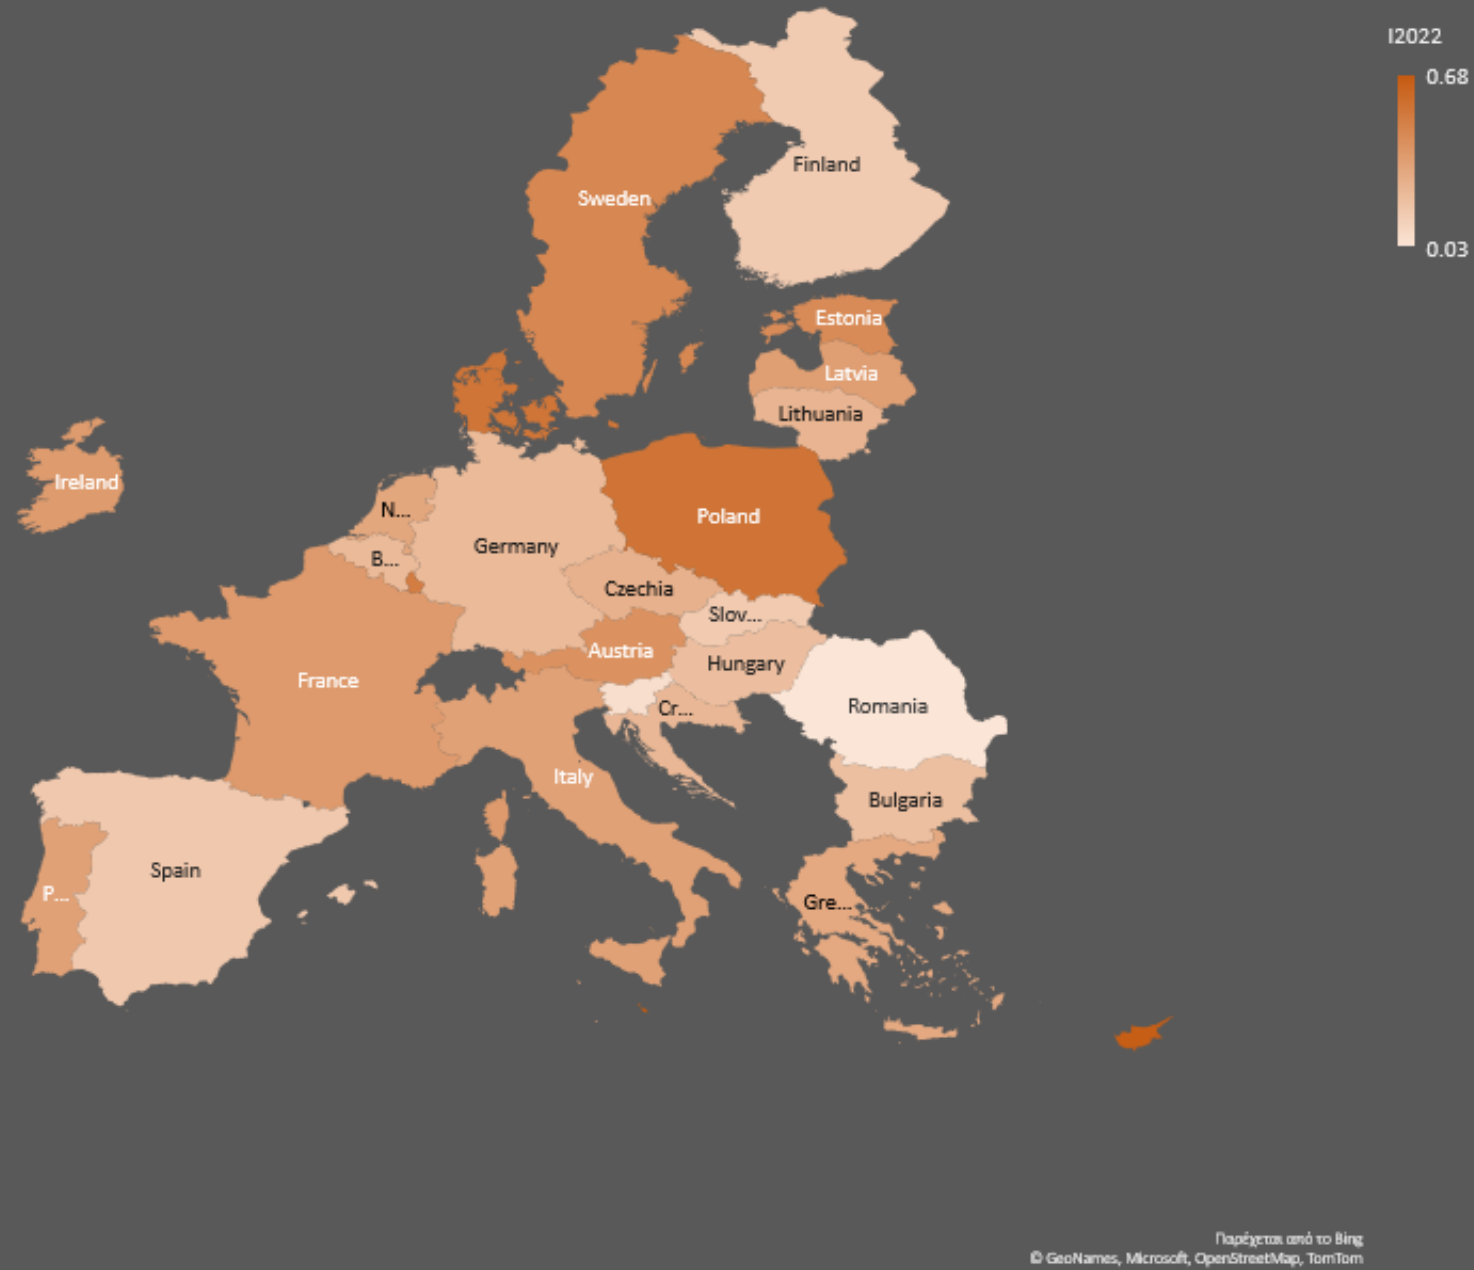 I2022
0.68
0.03
Finland
Sweden
Estonia
Latvia
Lithuania
Ireland
N...
Poland
Germany
B...
Czechia
Slov...
Austria
Hungary
France
Cr...
Romania
Italy
Bulgaria
Spain
P...
Gre...
Παρέχεται από το Bing
© GeoNames, Microsoft, OpenStreetMap, TomTom